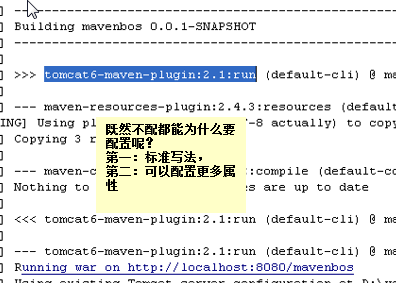 Building mavenbos 0.0.1-SNAPSHOT
>>> tomcat6-maven-plugin:2.1:run (default-cli) @ ma
--- maven-resources-plugin:2.4.3:resources (defaul
ING] Using pl -8 actually) to copy
Copying 3 r
既然不配都能为什么要
配置呢?
第一:标准写法,
第二:可以配置更多属
性
--- maven-c :compile (default-co
Nothing to es are up to date
<<< tomcat6-maven-plugin:2.1:run (default-cli) @ ma
--- tomcat6-maven-plugin:2.1:run (default-cli) @ ma
Running war on http://localhost:8080/mavenbos